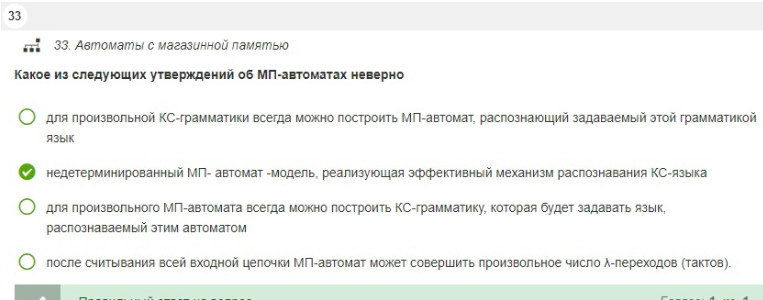 33
33. Автоматы с магазинной памятью
Какое из следующих утверждений об МП-автоматах неверно
для произвольной КС-грамматики всегда можно построить МП-автомат, распознающий задаваемый этой грамматикой
язык
недетерминированный МП- автомат -модель, реализующая эффективный механизм распознавания КС-языка
для произвольного МП-автомата всегда можно построить КС-грамматику, которая будет задавать язык,
распознаваемый этим автоматом
после считывания всей входной цепочки МП-автомат может совершить произвольное число λ-переходов (тактов).